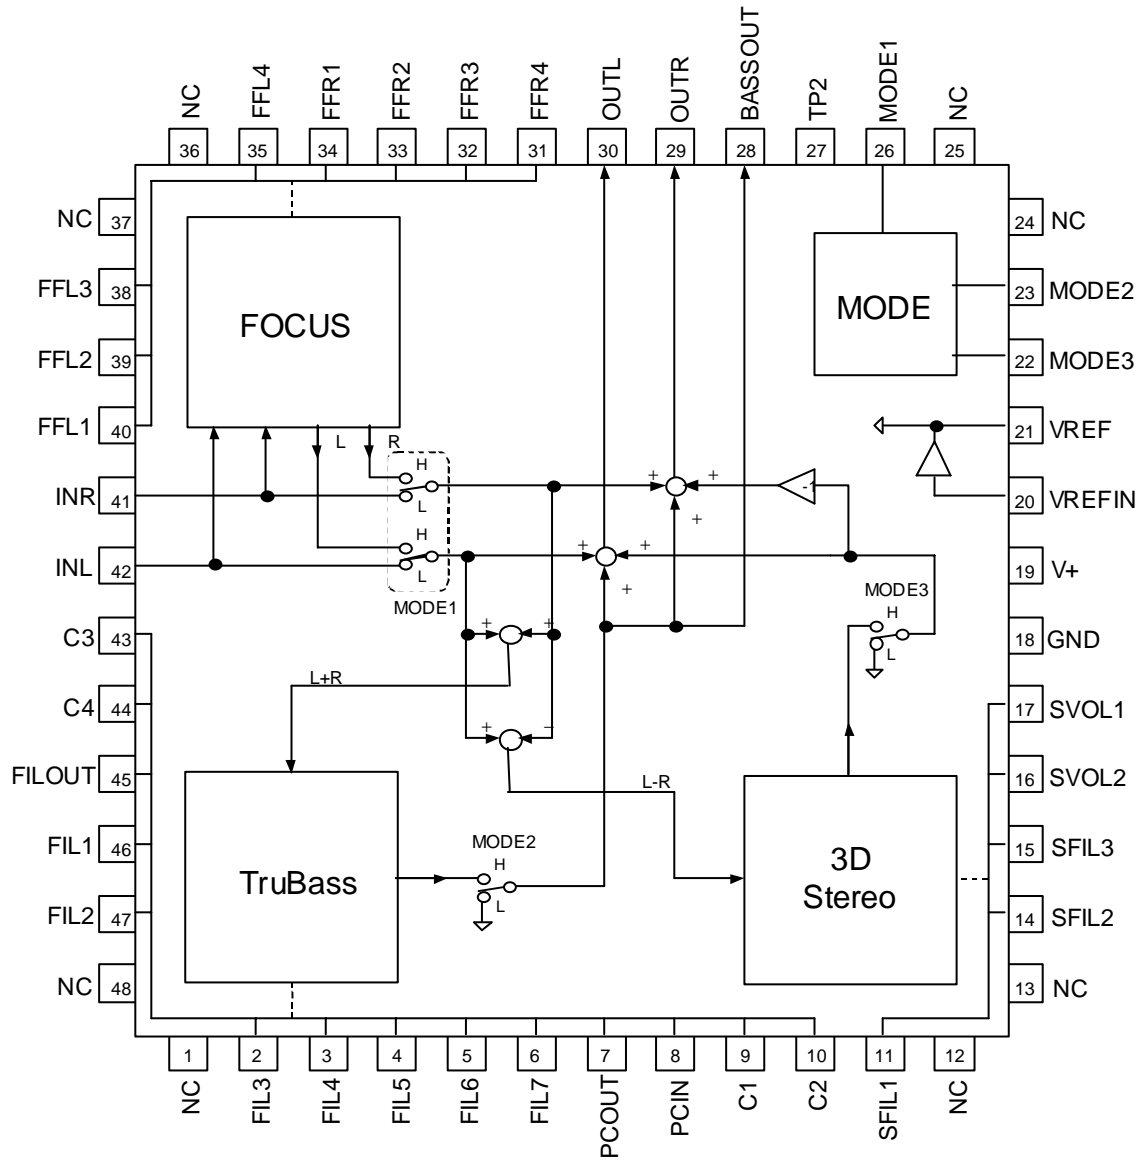 NC
FFL4
FFR1
FFR2
FFR3
FFR4
OUTL
OUTR
BASSOUT
TP2
MODE1
NC
36
35
34
33
32
31
30
29
28
27
26
25
NC 37
FFL3 38
FFL2 39
FFL1 40
INR 41
INL 42
C3 43
C4 44
FILOUT 45
FIL1 46
FIL2 47
NC 48
24 NC
23 MODE2
22 MODE3
21 VREF
20 VREFIN
19 V+
18 GND
17 SVOL1
16 SVOL2
15 SFIL3
14 SFIL2
13 NC
FOCUS
MODE
L
R
H
L
H
L
MODE1
+
+
+
-1
+
+
+
MODE3
H
L
+
+
L+R
+
−
L-R
TruBass
MODE2
H
L
3D
Stereo
1
2
3
4
5
6
7
8
9
10
11
12
NC
FIL3
FIL4
FIL5
FIL6
FIL7
PCOUT
PCIN
C1
C2
SFIL1
NC